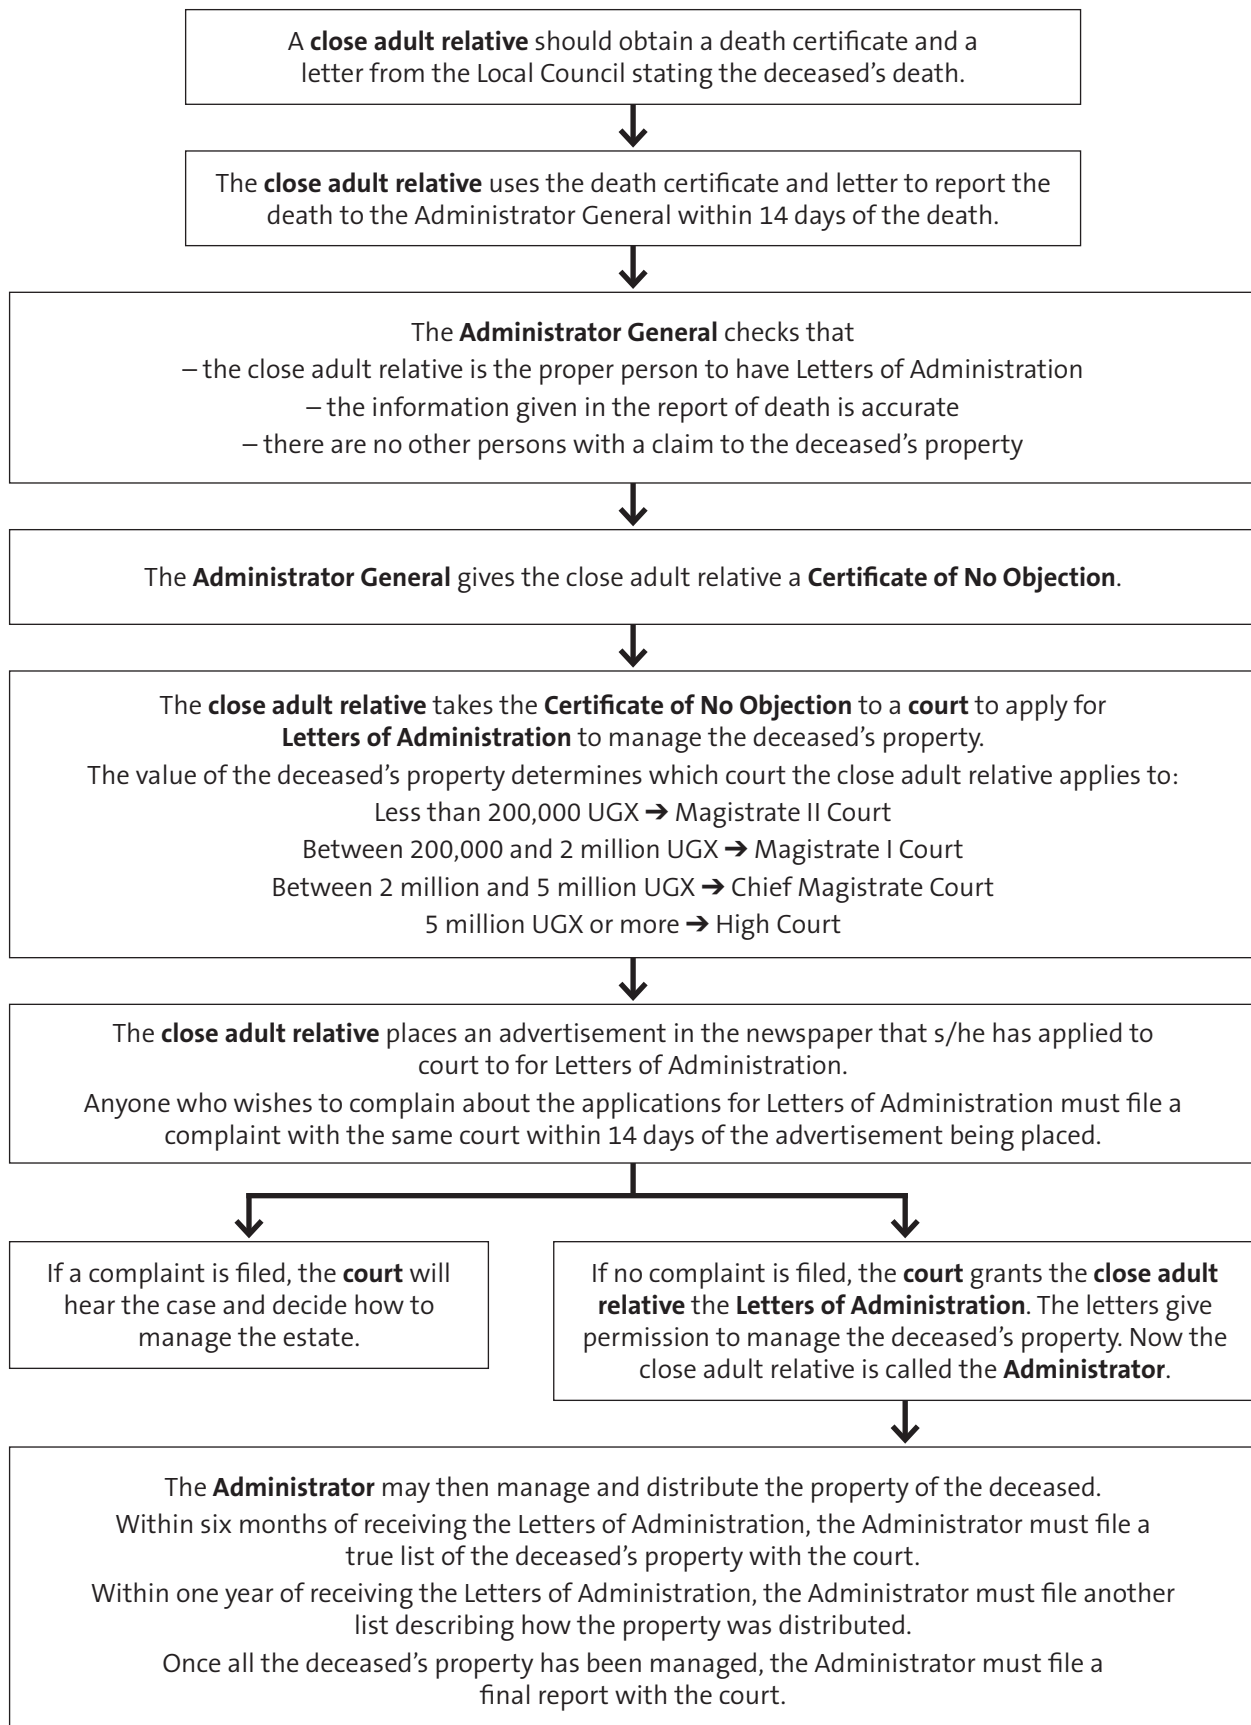 A close adult relative should obtain a death certificate and a
letter from the Local Council stating the deceased’s death.
The close adult relative uses the death certificate and letter to report the
death to the Administrator General within 14 days of the death.
The Administrator General checks that
– the close adult relative is the proper person to have Letters of Administration
– the information given in the report of death is accurate
– there are no other persons with a claim to the deceased’s property
The Administrator General gives the close adult relative a Certificate of No Objection.
The close adult relative takes the Certificate of No Objection to a court to apply for
Letters of Administration to manage the deceased’s property.
The value of the deceased’s property determines which court the close adult relative applies to:
Less than 200,000 UGX ➔ Magistrate II Court
Between 200,000 and 2 million UGX ➔ Magistrate I Court
Between 2 million and 5 million UGX ➔ Chief Magistrate Court
5 million UGX or more ➔ High Court
The close adult relative places an advertisement in the newspaper that s/he has applied to
court to for Letters of Administration.
Anyone who wishes to complain about the applications for Letters of Administration must file a
complaint with the same court within 14 days of the advertisement being placed.
If a complaint is filed, the court will
hear the case and decide how to
manage the estate.
If no complaint is filed, the court grants the close adult
relative the Letters of Administration. The letters give
permission to manage the deceased’s property. Now the
close adult relative is called the Administrator.
The Administrator may then manage and distribute the property of the deceased.
Within six months of receiving the Letters of Administration, the Administrator must file a
true list of the deceased’s property with the court.
Within one year of receiving the Letters of Administration, the Administrator must file another
list describing how the property was distributed.
Once all the deceased’s property has been managed, the Administrator must file a
final report with the court.